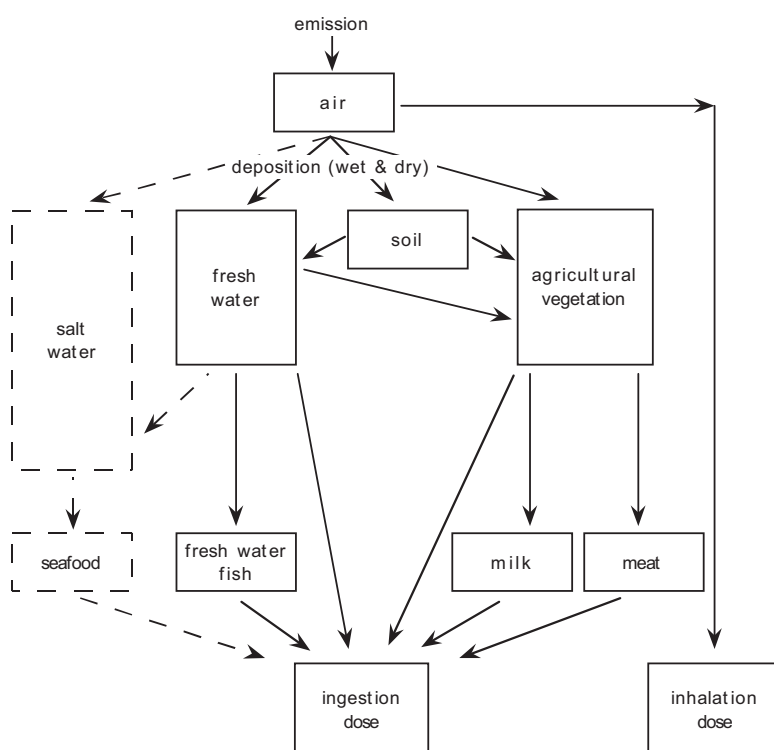 emission
air
deposition (wet & dry)
soil
fresh
water
agricultural
vegetation
salt
water
seafood
fresh water
fish
milk
meat
ingestion
dose
inhalation
dose